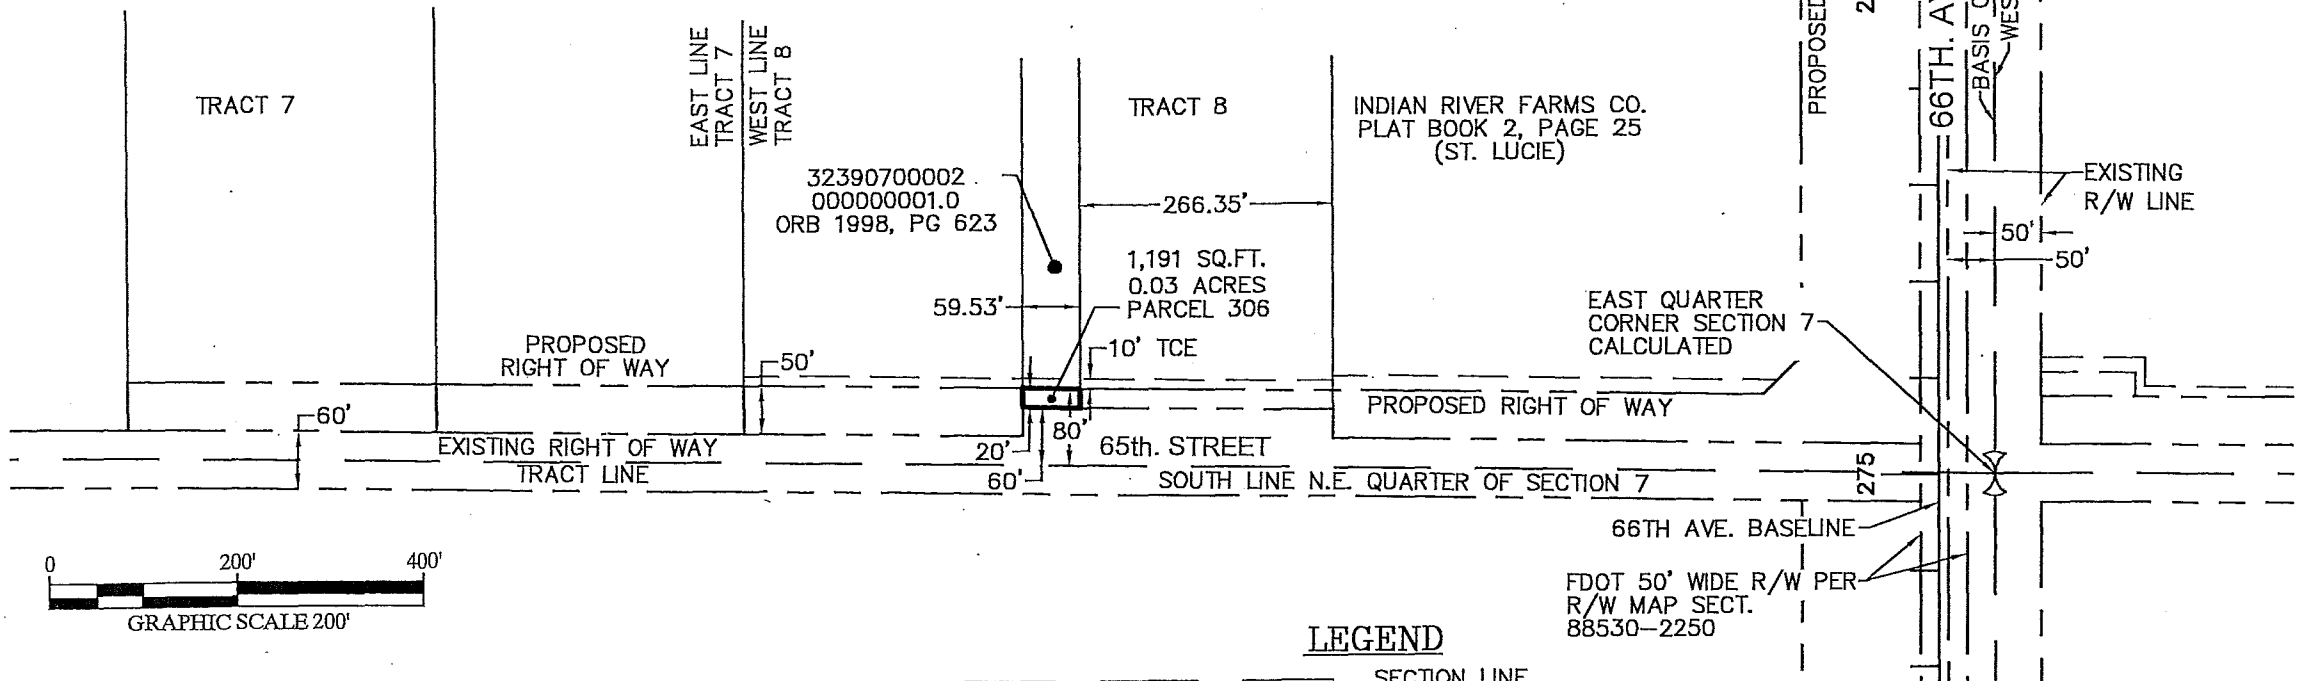 TRACT 7
EAST LINE
TRACT 7
WEST LINE
TRACT 8
32390700002
000000001.0
ORB 1998, PG 623
TRACT 8
INDIAN RIVER FARMS CO.
PLAT BOOK 2, PAGE 25
(ST. LUCIE)
266.35'
1,191 SQ.FT.
0.03 ACRES
PARCEL 306
59.53'
10' TCE
PROPOSED
RIGHT OF WAY
50'
60'
EXISTING RIGHT OF WAY
TRACT LINE
20'
60'
80'
65th. STREET
PROPOSED RIGHT OF WAY
SOUTH LINE N.E. QUARTER OF SECTION 7
EAST QUARTER
CORNER SECTION 7
CALCULATED
PROPOSED
2
66TH. AV
BASIS O
WES
EXISTING
R/W LINE
50'
50'
275
66TH AVE. BASELINE
FDOT 50' WIDE R/W PER
R/W MAP SECT.
88530-2250
0 200' 400'
GRAPHIC SCALE 200'
LEGEND
SECTION LINE